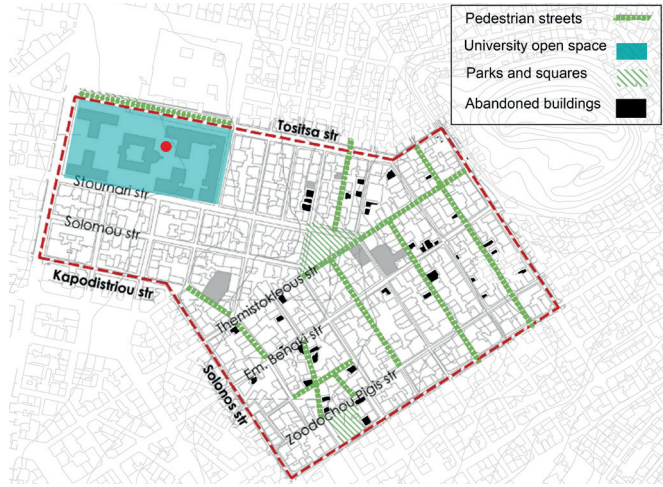 Pedestrian streets
University open space
Parks and squares
Abandoned buildings
Tositsa str
Stournari str
Solomou str
Kapodistriou str
Themistokleous str
Em. Benaki str
Solonos str
Zoodochou Pigis str